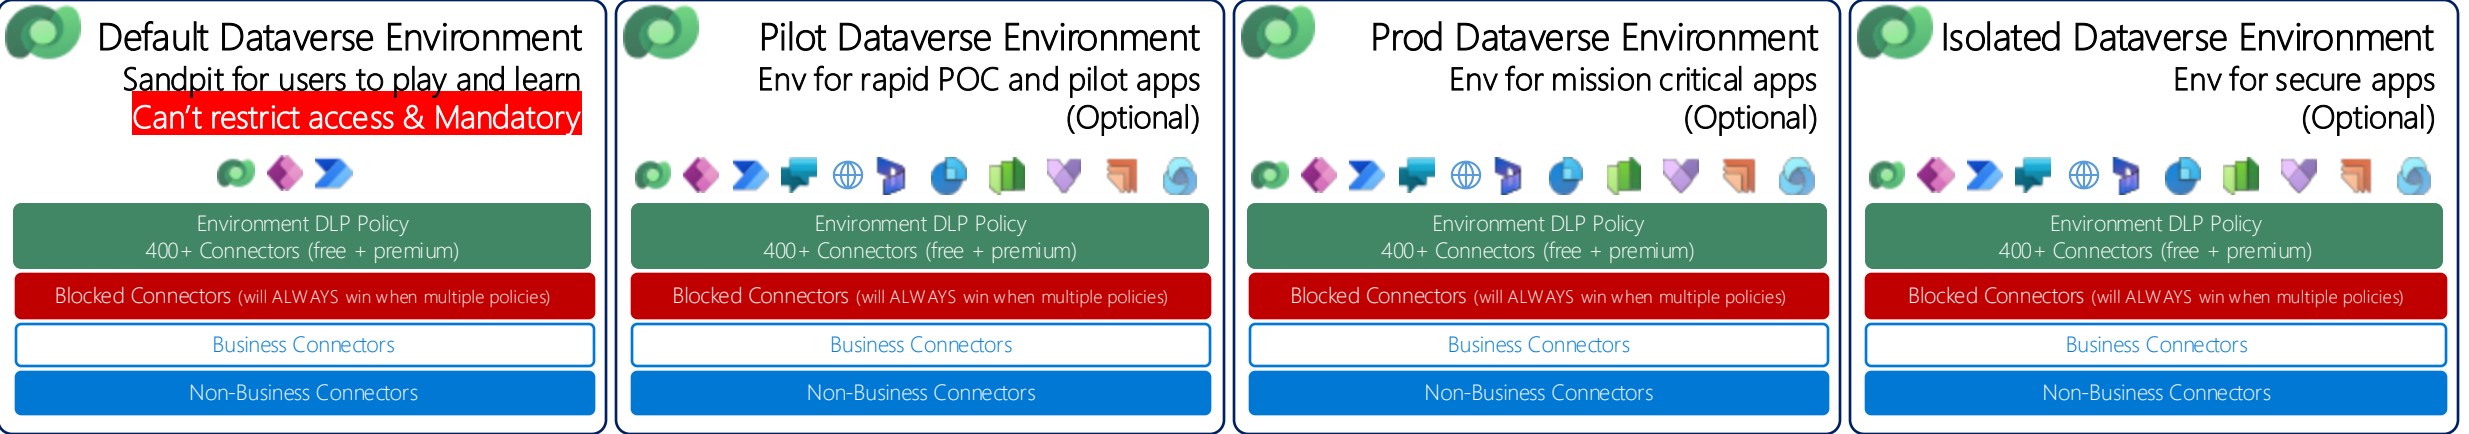 Default Dataverse Environment
Sandpit for users to play and learn
Can't restrict access & Mandatory
Environment DLP Policy
400+ Connectors (free + premium)
Blocked Connectors (will ALWAYS win when multiple policies)
Business Connectors
Non-Business Connectors
Pilot Dataverse Environment
Env for rapid POC and pilot apps
(Optional)
Environment DLP Policy
400+ Connectors (free + premium)
Blocked Connectors (will ALWAYS win when multiple policies)
Business Connectors
Non-Business Connectors
Prod Dataverse Environment
Env for mission critical apps
(Optional)
Environment DLP Policy
400+ Connectors (free + premium)
Blocked Connectors (will ALWAYS win when multiple policies)
Business Connectors
Non-Business Connectors
Isolated Dataverse Environment
Env for secure apps
(Optional)
Environment DLP Policy
400+ Connectors (free + premium)
Blocked Connectors (will ALWAYS win when multiple policies)
Business Connectors
Non-Business Connectors